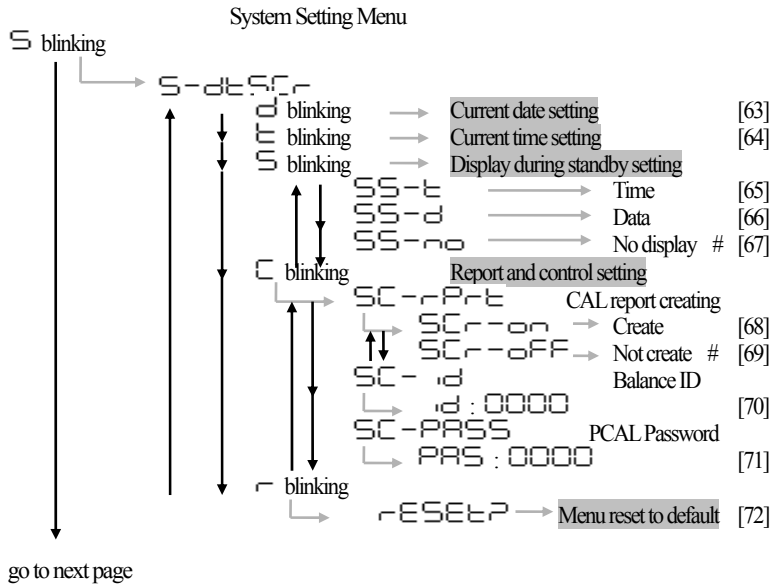 System Setting Menu
S blinking
S-dtSCr
d blinking Current date setting [63]
t blinking Current time setting [64]
S blinking Display during standby setting
SS-t Time [65]
SS-d Data [66]
SS-no No display # [67]
C blinking Report and control setting
SC-rPrt CAL report creating
SCr-on Create [68]
SCr-oFF Not create # [69]
SC- id Balance ID
id:0000 [70]
SC-PASS PCAL Password
PAS:0000 [71]
r blinking
rESEt? Menu reset to default [72]
go to next page